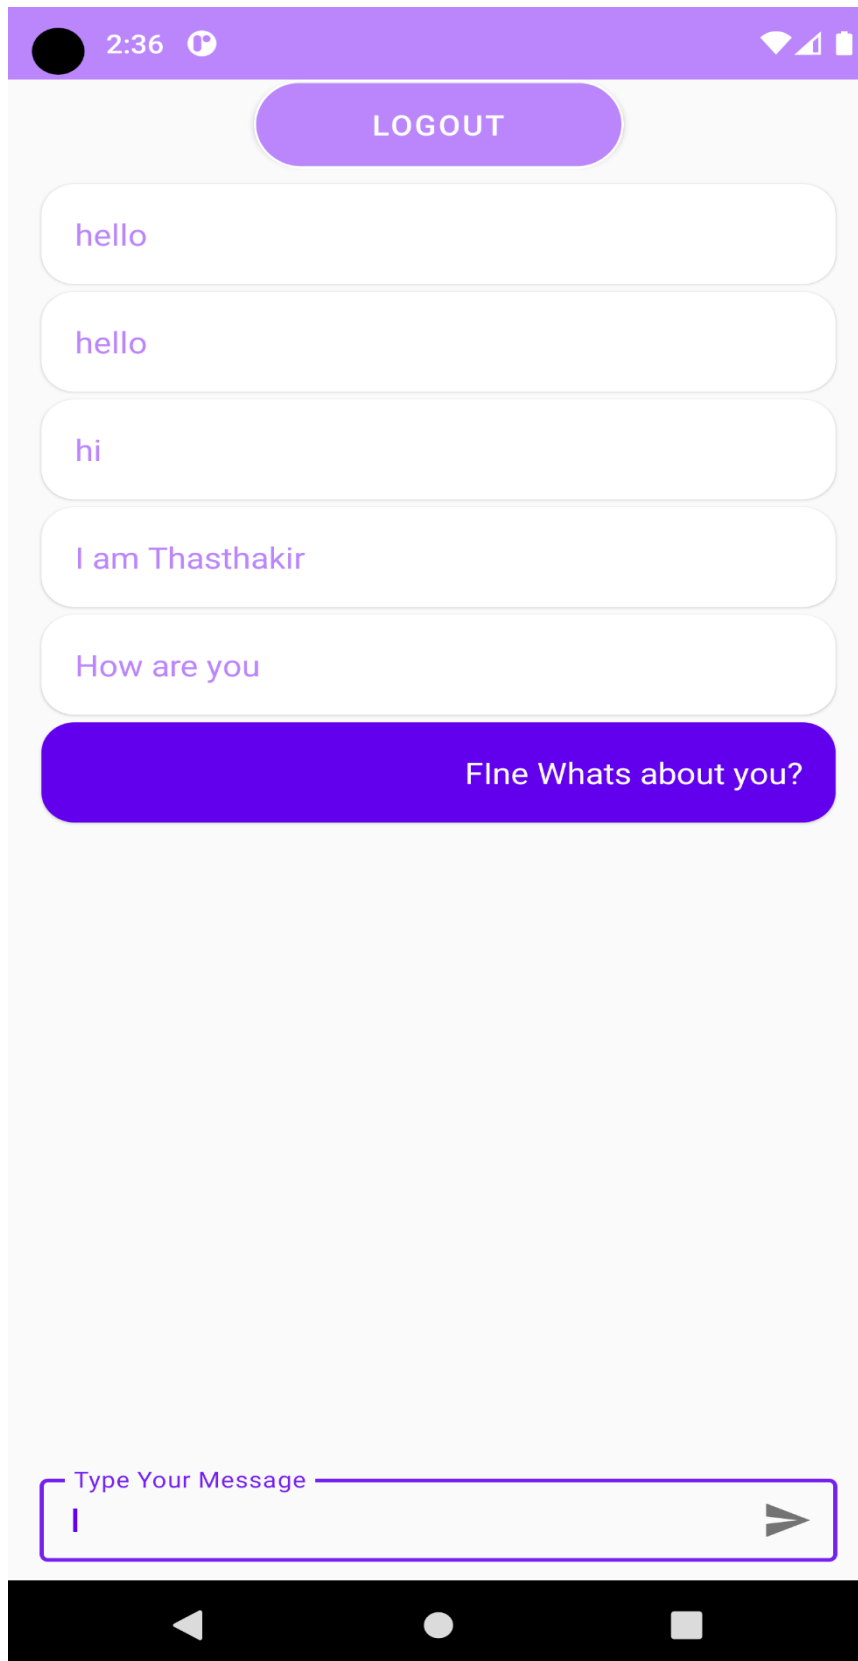 2:36
LOGOUT
hello
hello
hi
I am Thasthakir
How are you
FIne Whats about you?
Type Your Message